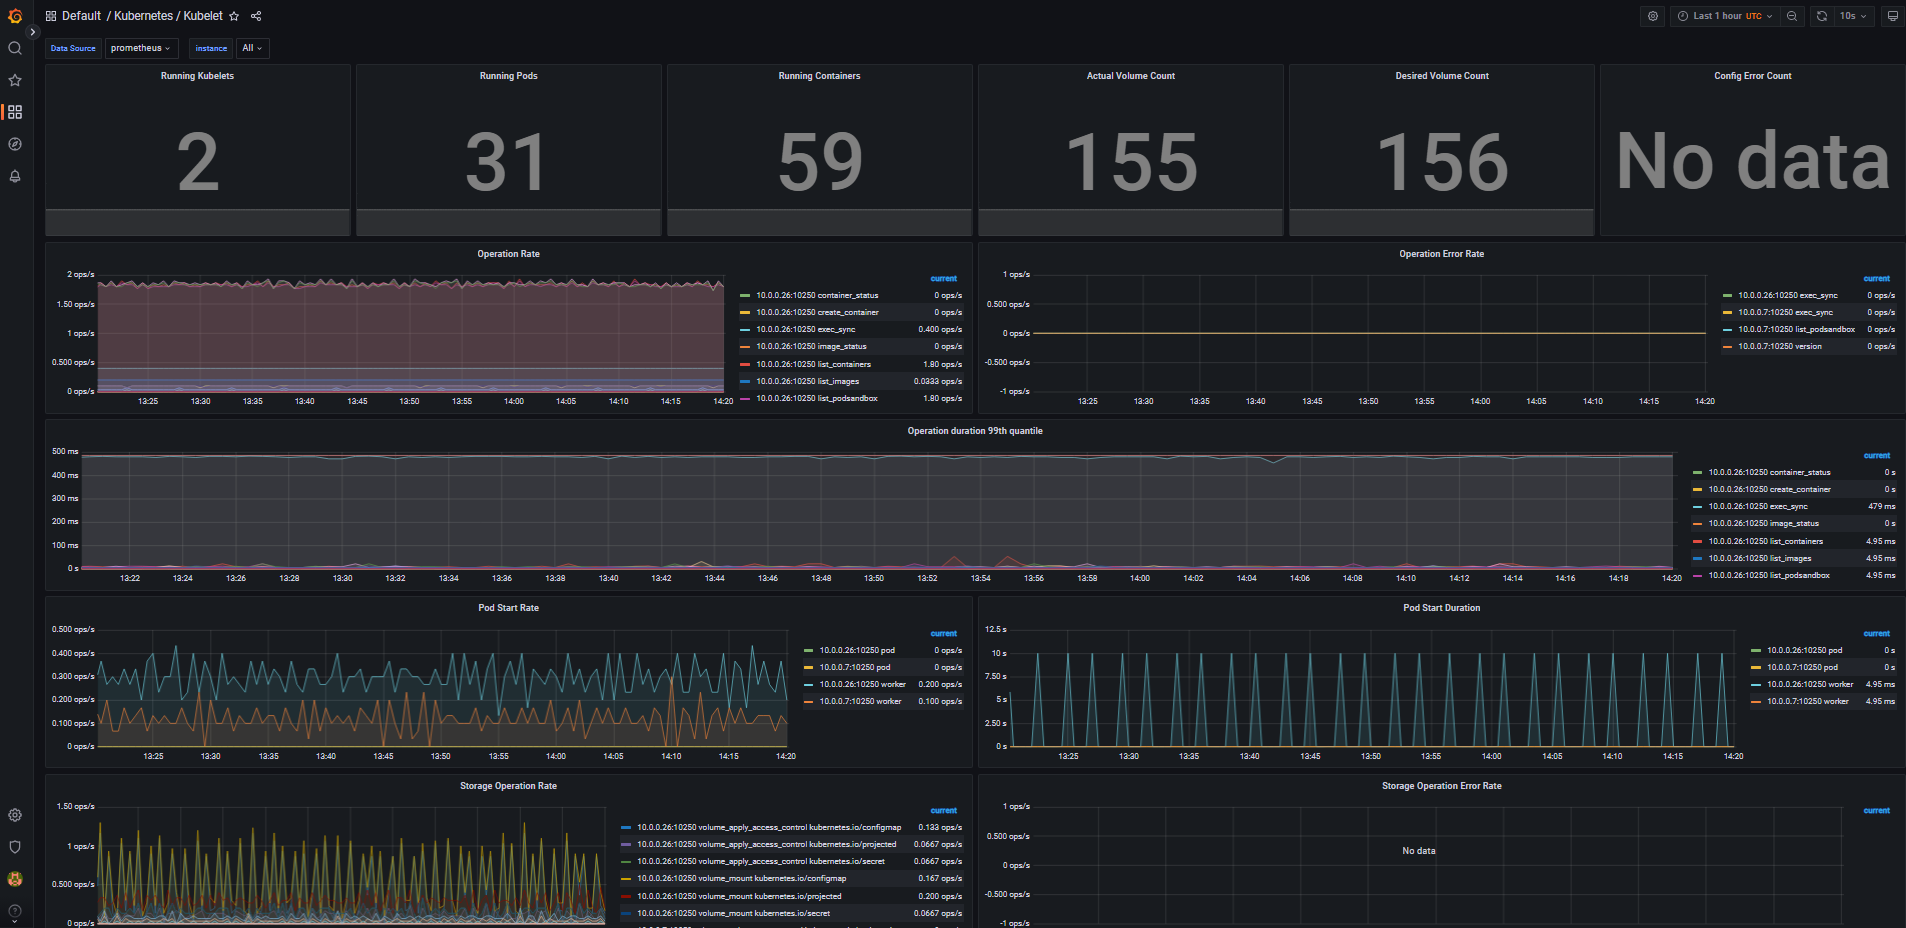 Default / Kubernetes / Kubelet
Last 1 hour UTC
10s
Data Source prometheus instance All
Running Kubelets
2
Running Pods
31
Running Containers
59
Actual Volume Count
155
Desired Volume Count
156
Config Error Count
No data
Operation Rate
2 ops/s
1.50 ops/s
1 ops/s
0.500 ops/s
0 ops/s
13:25 13:30 13:35 13:40 13:45 13:50 13:55 14:00 14:05 14:10 14:15 14:20
current
10.0.0.26:10250 container_status 0 ops/s
10.0.0.26:10250 create_container 0 ops/s
10.0.0.26:10250 exec_sync 0.400 ops/s
10.0.0.26:10250 image_status 0 ops/s
10.0.0.26:10250 list_containers 1.80 ops/s
10.0.0.26:10250 list_images 0.0333 ops/s
10.0.0.26:10250 list_podsandbox 1.80 ops/s
Operation Error Rate
1 ops/s
0.500 ops/s
0 ops/s
-0.500 ops/s
-1 ops/s
13:25 13:30 13:35 13:40 13:45 13:50 13:55 14:00 14:05 14:10 14:15 14:20
current
10.0.0.26:10250 exec_sync 0 ops/s
10.0.0.7:10250 exec_sync 0 ops/s
10.0.0.7:10250 list_podsandbox 0 ops/s
10.0.0.7:10250 version 0 ops/s
Operation duration 99th quantile
500 ms
400 ms
300 ms
200 ms
100 ms
0 s
13:22 13:24 13:26 13:28 13:30 13:32 13:34 13:36 13:38 13:40 13:42 13:44 13:46 13:48 13:50 13:52 13:54 13:56 13:58 14:00 14:02 14:04 14:06 14:08 14:10 14:12 14:14 14:16 14:18 14:20
current
10.0.0.26:10250 container_status 0 s
10.0.0.26:10250 create_container 0 s
10.0.0.26:10250 exec_sync 479 ms
10.0.0.26:10250 image_status 0 s
10.0.0.26:10250 list_containers 4.95 ms
10.0.0.26:10250 list_images 4.95 ms
10.0.0.26:10250 list_podsandbox 4.95 ms
Pod Start Rate
0.500 ops/s
0.400 ops/s
0.300 ops/s
0.200 ops/s
0.100 ops/s
0 ops/s
13:25 13:30 13:35 13:40 13:45 13:50 13:55 14:00 14:05 14:10 14:15 14:20
current
10.0.0.26:10250 pod 0 ops/s
10.0.0.7:10250 pod 0 ops/s
10.0.0.26:10250 worker 0.200 ops/s
10.0.0.7:10250 worker 0.100 ops/s
Pod Start Duration
12.5 s
10 s
7.50 s
5 s
2.50 s
0 s
13:25 13:30 13:35 13:40 13:45 13:50 13:55 14:00 14:05 14:10 14:15 14:20
current
10.0.0.26:10250 pod 0 s
10.0.0.7:10250 pod 0 s
10.0.0.26:10250 worker 4.95 ms
10.0.0.7:10250 worker 4.95 ms
Storage Operation Rate
1.50 ops/s
1 ops/s
0.500 ops/s
0 ops/s
current
10.0.0.26:10250 volume_apply_access_control kubernetes.io/configmap 0.133 ops/s
10.0.0.26:10250 volume_apply_access_control kubernetes.io/projected 0.0667 ops/s
10.0.0.26:10250 volume_apply_access_control kubernetes.io/secret 0.0667 ops/s
10.0.0.26:10250 volume_mount kubernetes.io/configmap 0.167 ops/s
10.0.0.26:10250 volume_mount kubernetes.io/projected 0.200 ops/s
10.0.0.26:10250 volume_mount kubernetes.io/secret 0.0667 ops/s
Storage Operation Error Rate
1 ops/s
0.500 ops/s
0 ops/s
-0.500 ops/s
-1 ops/s
No data
current